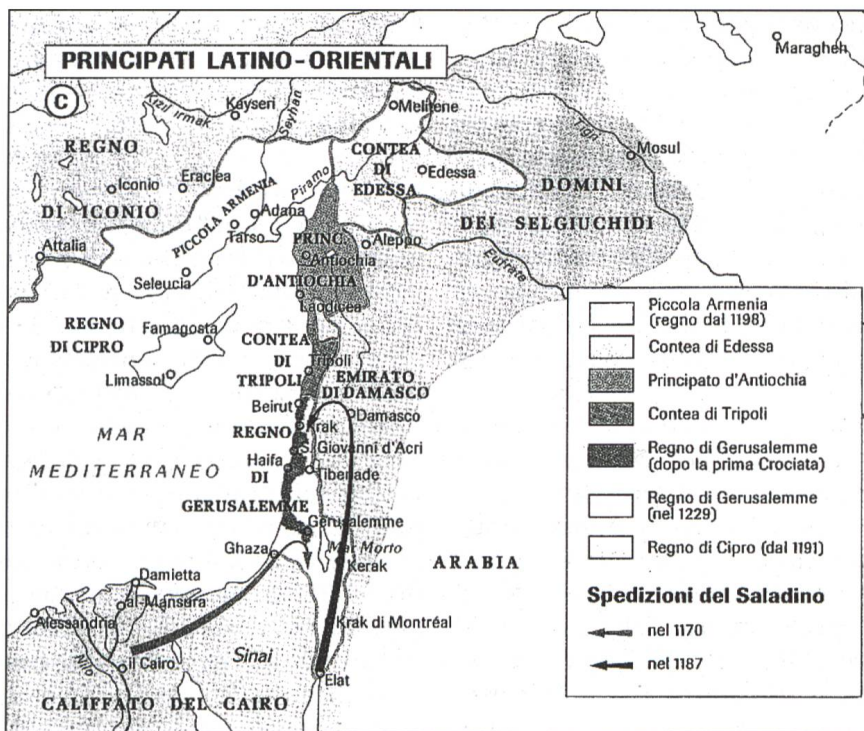 PRINCIPATI LATINO-ORIENTALI
C
Maragheh
Kizil irmak
Kayseri
Seyhan
Melitene
Tigri
Mosul
REGNO
DI ICONIO
Iconio
Eraclea
CONTEA
DI
EDESSA
Edessa
DOMINI
DEI SELGIUCHIDI
PICCOLA ARMENIA
Piramo
Adana
Tarso
Attalia
Seleucia
PRINC.
Antiochia
D'ANTIOCHIA
Laodicea
Aleppo
Eufrate
REGNO
DI CIPRO
Famagosta
Limassol
CONTEA
DI
TRIPOLI
Tripoli
EMIRATO
DI DAMASCO
Beirut
Damasco
MAR
MEDITERRANEO
REGNO
DI
GERUSALEMME
Krak
S. Giovanni d'Acri
Haifa
Tiberiade
Gerusalemme
Ghaza
Mar Morto
Kerak
ARABIA
Damietta
al-Mansura
Alessandria
Krak di Montréal
Nilo
il Cairo
Sinai
Elat
CALIFFATO DEL CAIRO
Piccola Armenia
(regno dal 1198)
Contea di Edessa
Principato d'Antiochia
Contea di Tripoli
Regno di Gerusalemme
(dopo la prima Crociata)
Regno di Gerusalemme
(nel 1229)
Regno di Cipro (dal 1191)
Spedizioni del Saladino
nel 1170
nel 1187